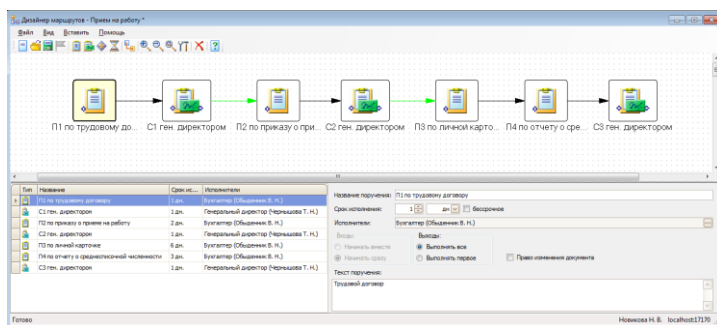 Дизайнер маршрутов - Прием на работу *
Файл Вид Вставить Помощь
П1 по трудовому до... С1 ген. директором П2 по приказу о при... С2 ген. директором П3 по личной карто... П4 по отчету о сре... С3 ген. директором
Тип Название Срок ис... Исполнители
П1 по трудовому договору 1 дн. Бухгалтер (Обыденник В. Н.)
С1 ген. директором 1 дн. Генеральный директор (Чернышова Т. Н.)
П2 по приказу о приеме на работу 2 дн. Бухгалтер (Обыденник В. Н.)
С2 ген. директором 1 дн. Генеральный директор (Чернышова Т. Н.)
П3 по личной карточке 6 дн. Бухгалтер (Обыденник В. Н.)
П4 по отчету о среднесписочной численности 3 дн. Бухгалтер (Обыденник В. Н.)
С3 ген. директором 1 дн. Генеральный директор (Чернышова Т. Н.)
Название поручения: П1 по трудовому договору
Срок исполнения: 1 дн бессрочное
Исполнители: Бухгалтер (Обыденник В. Н.)
Входы: Выходы:
Начинать вместе Выполнять все
Начинать сразу Выполнять первое Право изменения документа
Текст поручения:
Трудовой договор
Готово Новикова Н. В. localhost:17170